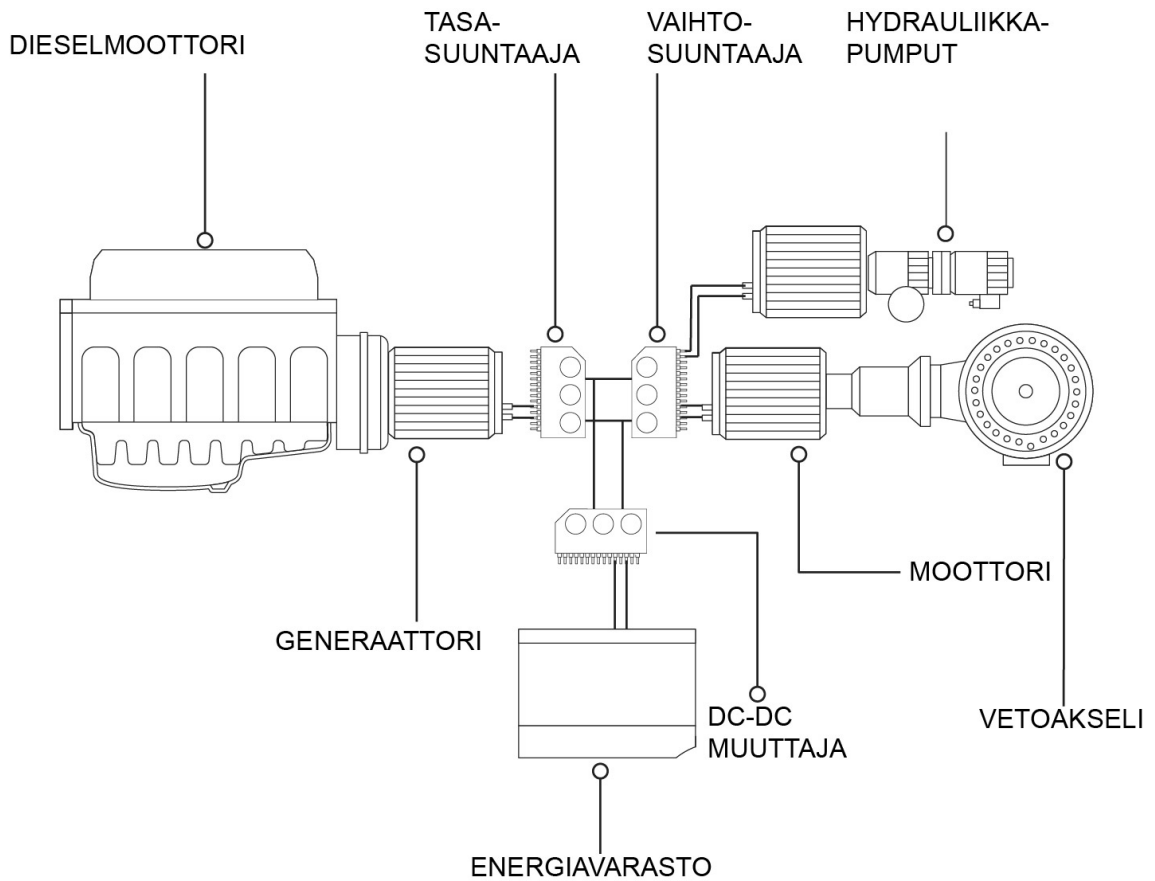 DIESELMOOTTORI
TASA-
SUUNTAAJA
VAIHTO-
SUUNTAAJA
HYDRAULIIKKA-
PUMPUT
MOOTTORI
GENERAATTORI
DC-DC
MUUTTAJA
VETOAKSELI
ENERGIAVARASTO